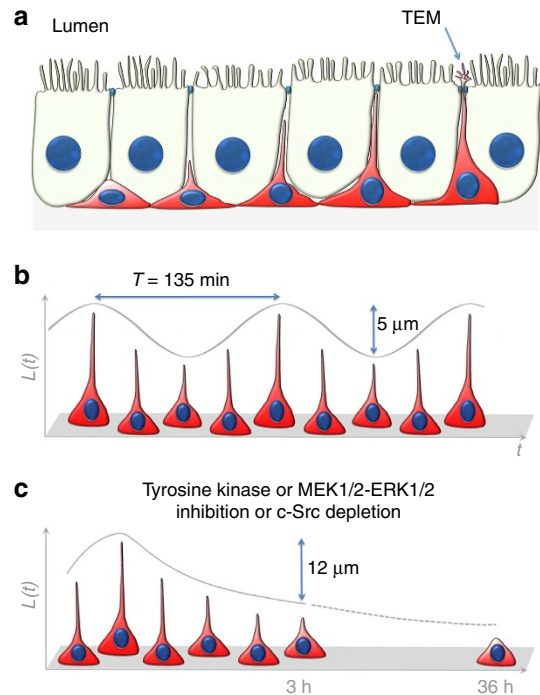 a
Lumen
TEM
b
T = 135 min
5 μm
L(t)
t
c
Tyrosine kinase or MEK1/2-ERK1/2
inhibition or c-Src depletion
12 μm
L(t)
3 h
36 h